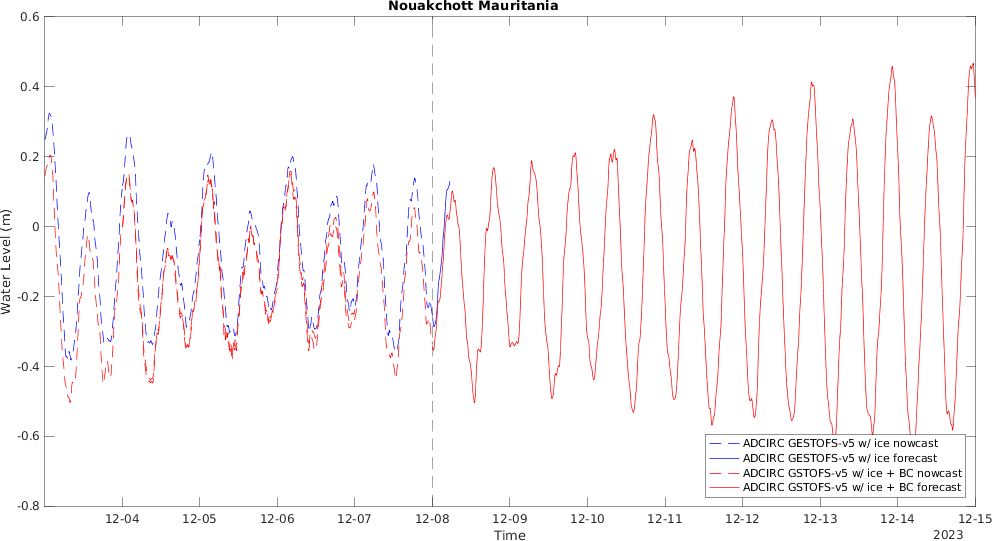 Nouakchott Mauritania
0.6
0.4
0.2
0
-0.2
-0.4
-0.6
-0.8
Water Level (m)
ADCIRC GESTOFS-v5 w/ ice nowcast
ADCIRC GESTOFS-v5 w/ ice forecast
ADCIRC GSTOFS-v5 w/ ice + BC nowcast
ADCIRC GSTOFS-v5 w/ ice + BC forecast
12-04 12-05 12-06 12-07 12-08 12-09 12-10 12-11 12-12 12-13 12-14 12-15
Time
2023